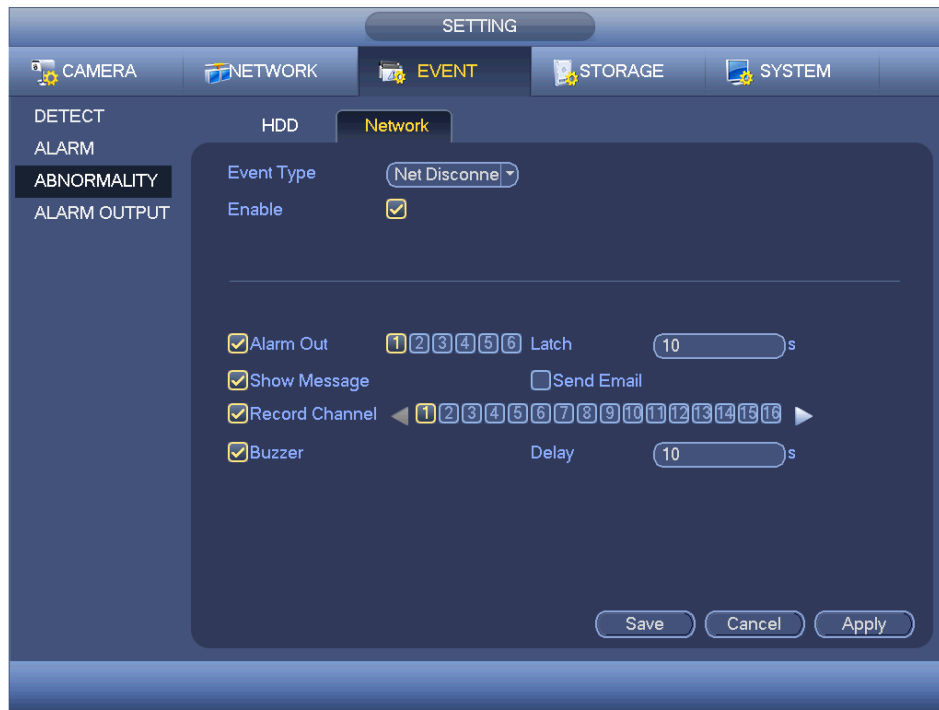 SETTING
CAMERA NETWORK EVENT STORAGE SYSTEM
DETECT
ALARM
ABNORMALITY
ALARM OUTPUT
HDD Network
Event Type Net Disconne
Enable
Alarm Out 1 2 3 4 5 6 Latch 10 s
Show Message Send Email
Record Channel 1 2 3 4 5 6 7 8 9 10 11 12 13 14 15 16
Buzzer Delay 10 s
Save Cancel Apply